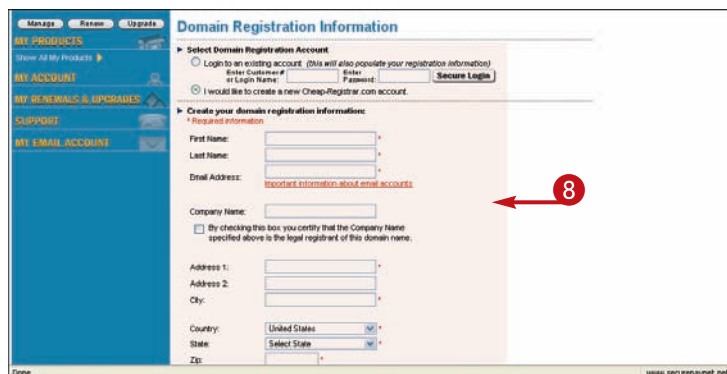 Manage Renew Upgrade
MY PRODUCTS
Show All My Products
MY ACCOUNT
MY RENEWALS & UPGRADES
SUPPORT
MY EMAIL ACCOUNT
Domain Registration Information
Select Domain Registration Account
Login to an existing account (this will also populate your registration information)
Enter Customer# or Login Name: Enter Password: Secure Login
I would like to create a new Cheap-Registrar.com account.
Create your domain registration information:
* Required information
First Name: *
Last Name: *
Email Address: *
Important information about email accounts
Company Name:
By checking this box you certify that the Company Name
specified above is the legal registrant of this domain name.
Address 1: *
Address 2:
City: *
Country: United States *
State: Select State *
Zip: *
8
Done www.securepaynet.net